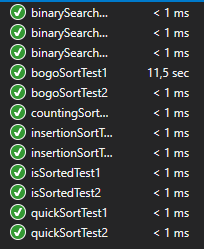 binarySearch... < 1 ms
binarySearch... < 1 ms
binarySearch... < 1 ms
bogoSortTest1 11,5 sec
bogoSortTest2 < 1 ms
countingSort... < 1 ms
insertionSortT... < 1 ms
insertionSortT... < 1 ms
isSortedTest1 < 1 ms
isSortedTest2 < 1 ms
quickSortTest1 < 1 ms
quickSortTest2 < 1 ms